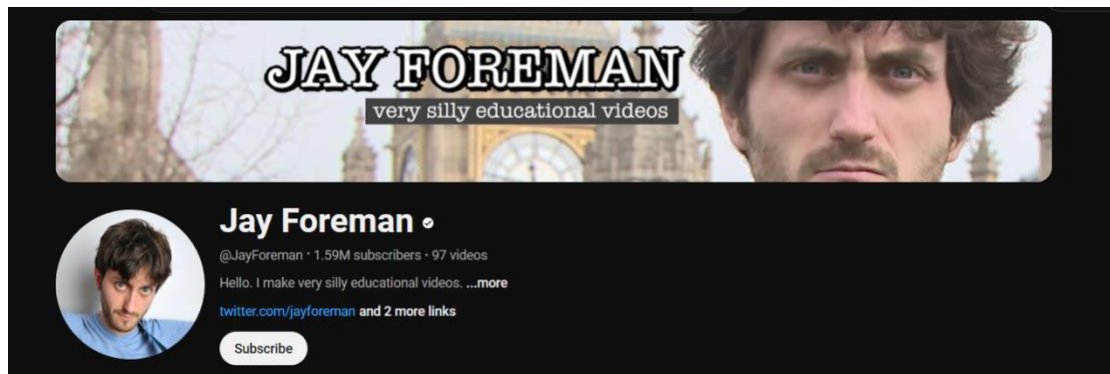 JAY FOREMAN
very silly educational videos
Jay Foreman
@JayForeman · 1.59M subscribers · 97 videos
Hello. I make very silly educational videos. ...more
twitter.com/jayforeman and 2 more links
Subscribe